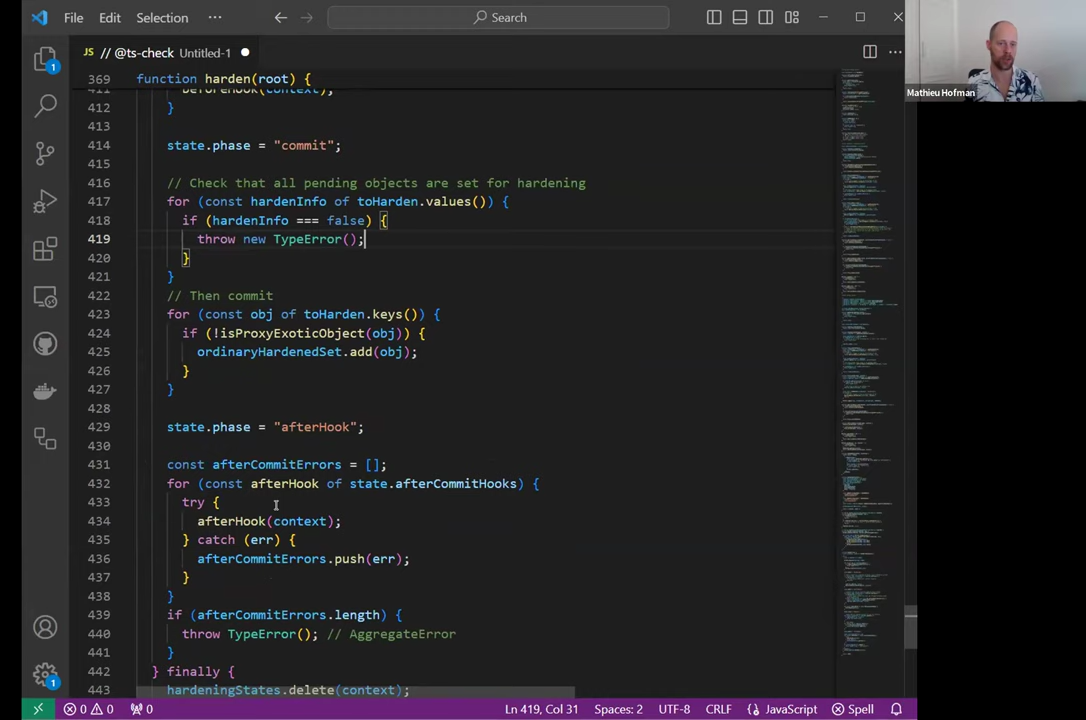 File Edit Selection ··· Search
JS // @ts-check Untitled-1
Mathieu Hofman
369 function harden(root) {
411 beforeHook(context);
412 }
413
414 state.phase = "commit";
415
416 // Check that all pending objects are set for hardening
417 for (const hardenInfo of toHarden.values()) {
418 if (hardenInfo === false) {
419 throw new TypeError();
420 }
421 }
422 // Then commit
423 for (const obj of toHarden.keys()) {
424 if (!isProxyExoticObject(obj)) {
425 ordinaryHardenedSet.add(obj);
426 }
427 }
428
429 state.phase = "afterHook";
430
431 const afterCommitErrors = [];
432 for (const afterHook of state.afterCommitHooks) {
433 try {
434 afterHook(context);
435 } catch (err) {
436 afterCommitErrors.push(err);
437 }
438 }
439 if (afterCommitErrors.length) {
440 throw TypeError(); // AggregateError
441 }
442 } finally {
443 hardeningStates.delete(context);
1
1
0 0 0 Ln 419, Col 31 Spaces: 2 UTF-8 CRLF {} JavaScript Spell